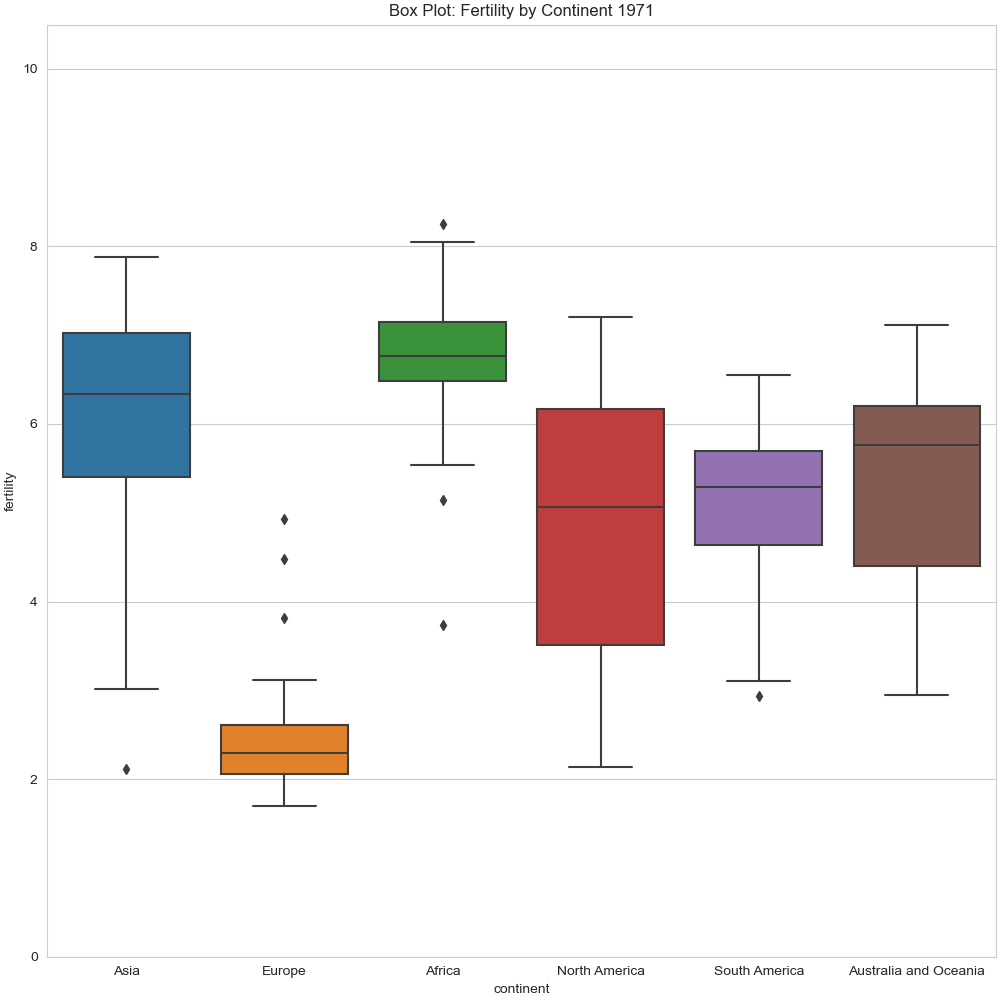 Box Plot: Fertility by Continent 1971
10
8
6
4
2
0
fertility
Asia
Europe
Africa
North America
South America
Australia and Oceania
continent